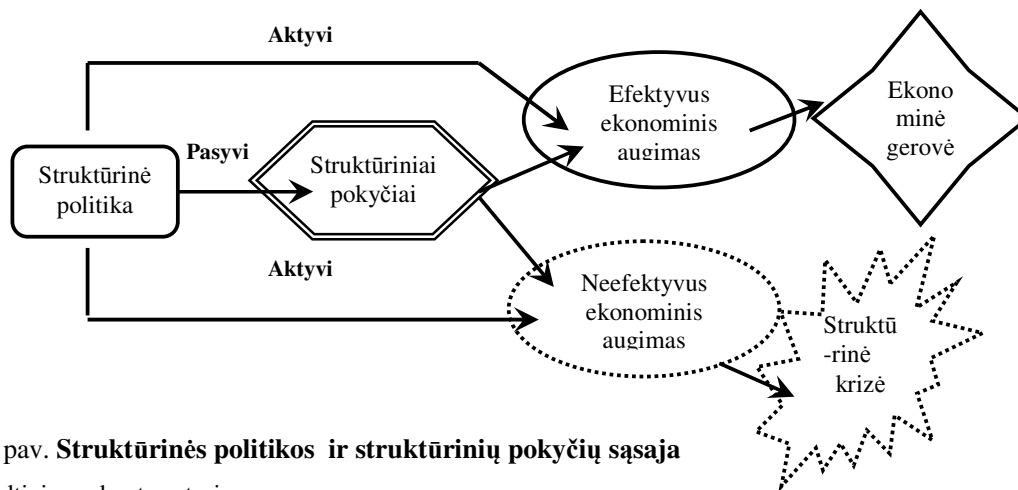 Aktyvi
Efektyvus
ekonominis
augimas
Ekono
minė
gerovė
Pasyvi
Struktūrinė
politika
Struktūriniai
pokyčiai
Aktyvi
Neefektyvus
ekonominis
augimas
Struktū
-rinė
krizė
pav. Struktūrinės politikos ir struktūrinių pokyčių sąsaja